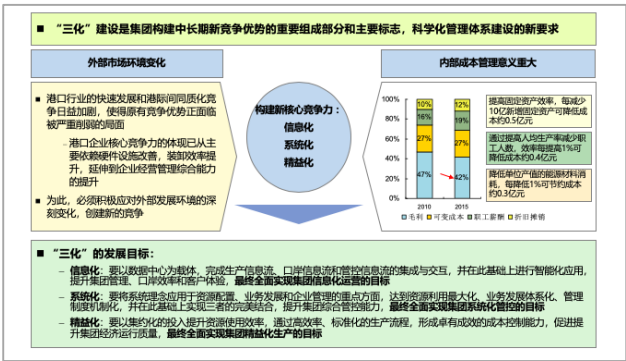 ■ “三化”建设是集团构建中长期新竞争优势的重要组成部分和主要标志，科学化管理体系建设的新要求
外部市场环境变化
■ 港口行业的快速发展和港际间同质化竞
争日益加剧，使得原有竞争优势正面临
被严重削弱的局面
– 港口企业核心竞争力的体现已从主
要依赖硬件设施改善，装卸效率提
升，延伸到企业经营管理综合能力
的提升
■ 为此，必须积极应对外部发展环境的深
刻变化，创建新的竞争
构建新核心竞争力：
信息化
系统化
精益化
内部成本管理意义重大
100%
80%
60%
40%
20%
0%
10%
16%
27%
47%
12%
19%
27%
42%
2010
2015
毛利 可变成本 职工薪酬 折旧摊销
提高固定资产效率，每减少
10亿新增固定资产可降低成
本约0.5亿元
通过提高人均生产率减少职
工人数，效率每提高1%可
降低成本约0.4亿元
降低单位产值的能源材料消
耗，每降低1%可节约成本
约0.3亿元
■ “三化”的发展目标：
– 信息化：要以数据中心为载体，完成生产信息流、口岸信息流和管控信息流的集成与交互，并在此基础上进行智能化应用，
提升集团管理、口岸效率和客户体验，最终全面实现集团信息化运营的目标
– 系统化：要将系统理念应用于资源配置、业务发展和企业管理的重点方面，达到资源利用最大化、业务发展体系化、管理
制度机制化，并在此基础上实现三者的完美结合，提升集团综合管控能力，最终全面实现集团系统化管控的目标
– 精益化：要以集约化的投入提升资源使用效率，通过高效率、标准化的生产流程，形成卓有成效的成本控制能力，促进提
升集团经济运行质量，最终全面实现集团精益化生产的目标